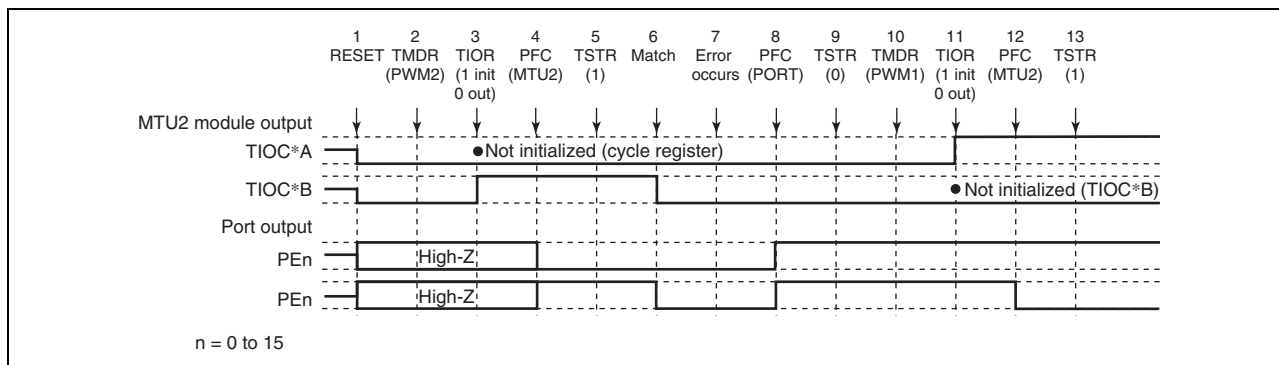 1 2 3 4 5 6 7 8 9 10 11 12 13
RESET TMDR TIOR PFC TSTR Match Error PFC TSTR TMDR TIOR PFC TSTR
(PWM2) (1 init (MTU2) (1) occurs (PORT) (0) (PWM1) (1 init (MTU2) (1)
0 out) 0 out)
MTU2 module output
TIOC*A ●Not initialized (cycle register)
TIOC*B ● Not initialized (TIOC*B)
Port output
PEn High-Z
PEn High-Z
n = 0 to 15